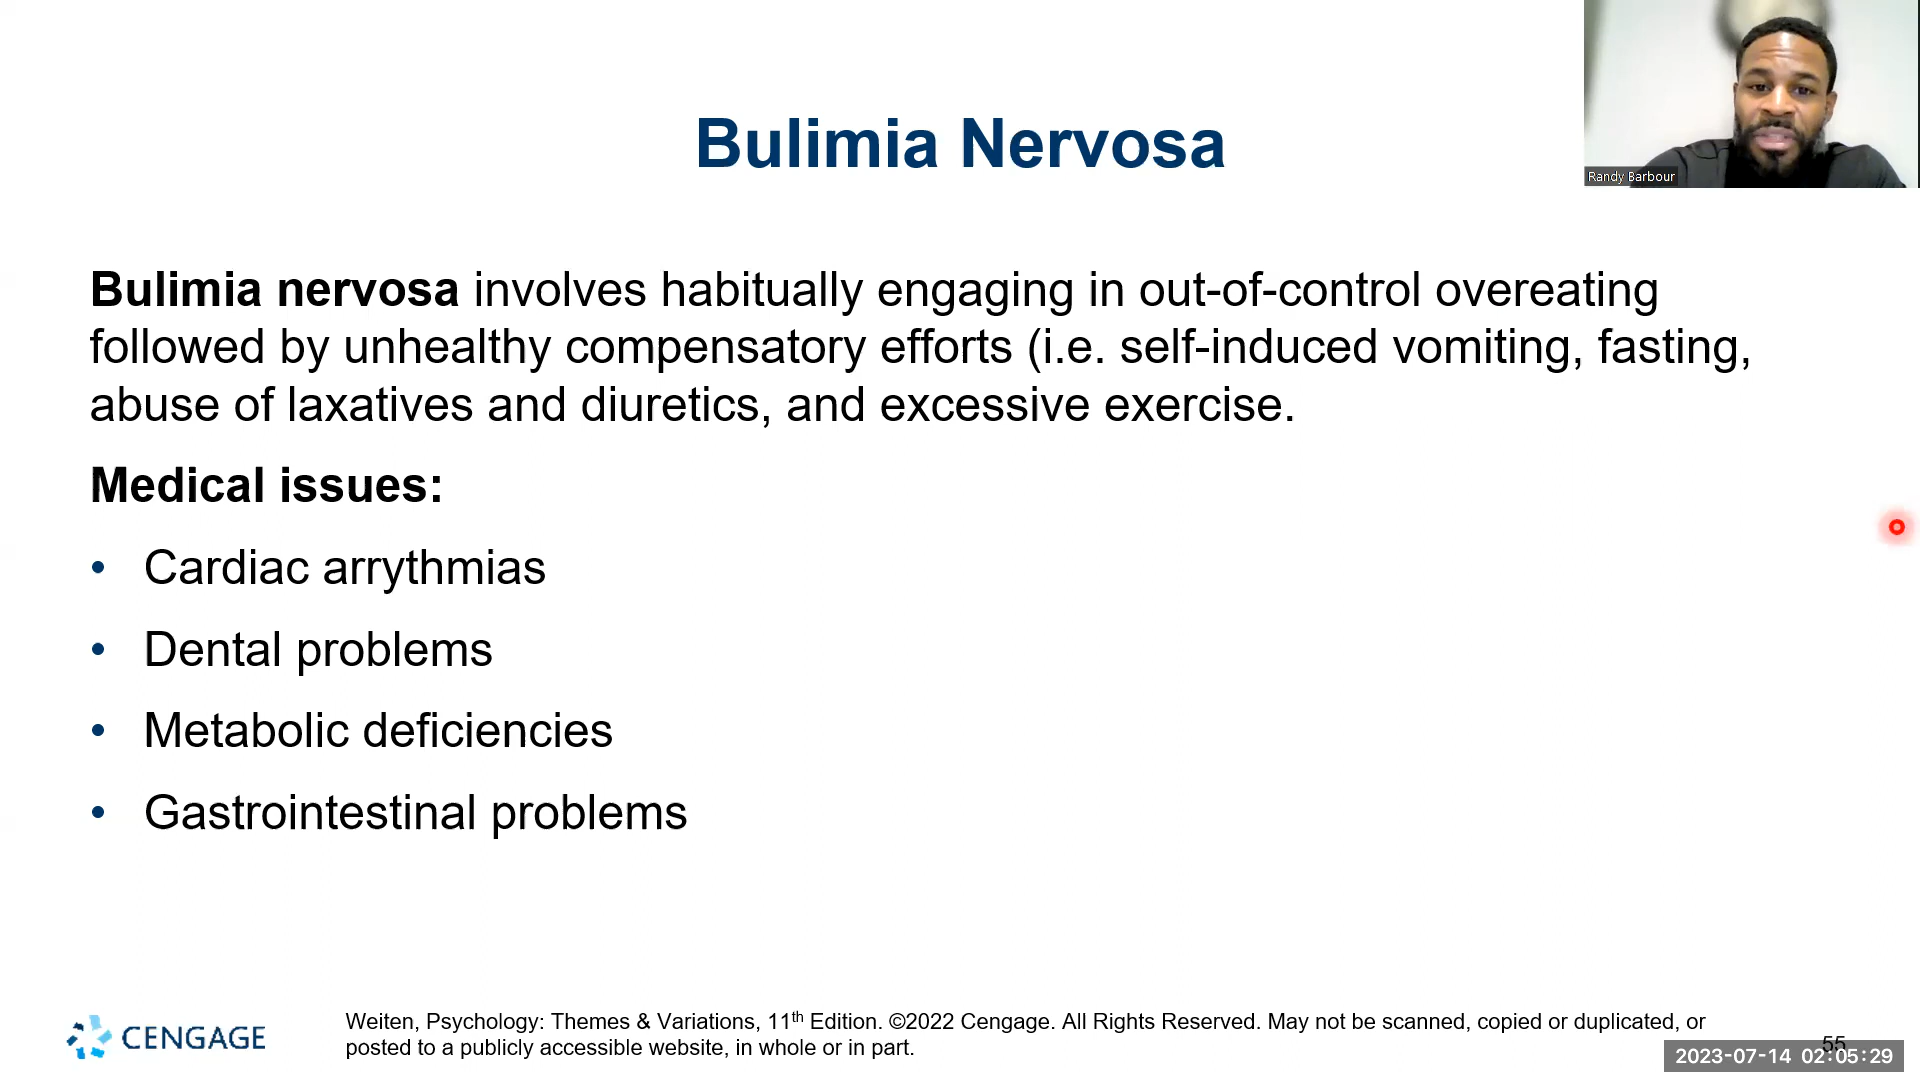 Bulimia Nervosa
Randy Barbour
Bulimia nervosa involves habitually engaging in out-of-control overeating
followed by unhealthy compensatory efforts (i.e. self-induced vomiting, fasting,
abuse of laxatives and diuretics, and excessive exercise.
Medical issues:
• Cardiac arrythmias
• Dental problems
• Metabolic deficiencies
• Gastrointestinal problems
CENGAGE
Weiten, Psychology: Themes & Variations, 11th Edition. ©2022 Cengage. All Rights Reserved. May not be scanned, copied or duplicated, or
posted to a publicly accessible website, in whole or in part.
55
2023-07-14 02:05:29